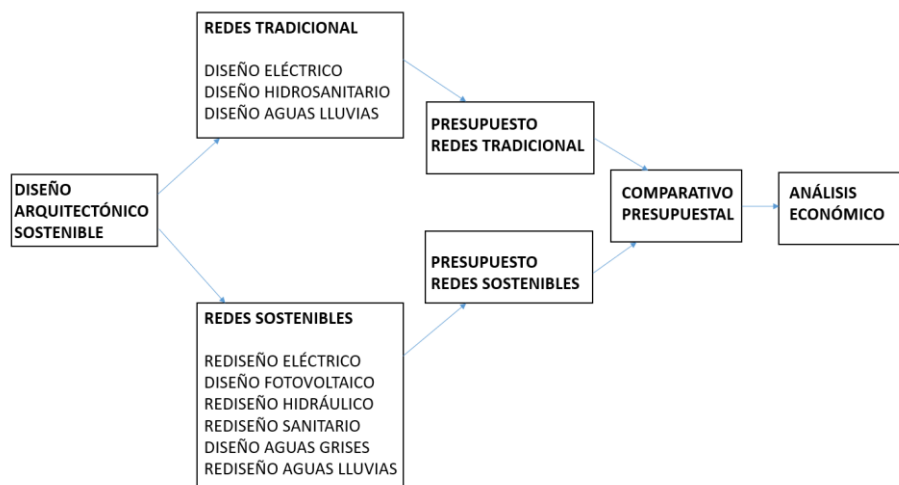 REDES TRADICIONAL
DISEÑO ELÉCTRICO
DISEÑO HIDROSANITARIO
DISEÑO AGUAS LLUVIAS
PRESUPUESTO
REDES TRADICIONAL
DISEÑO
ARQUITECTÓNICO
SOSTENIBLE
COMPARATIVO
PRESUPUESTAL
ANÁLISIS
ECONÓMICO
PRESUPUESTO
REDES SOSTENIBLES
REDES SOSTENIBLES
REDISEÑO ELÉCTRICO
DISEÑO FOTOVOLTAICO
REDISEÑO HIDRÁULICO
REDISEÑO SANITARIO
DISEÑO AGUAS GRISES
REDISEÑO AGUAS LLUVIAS